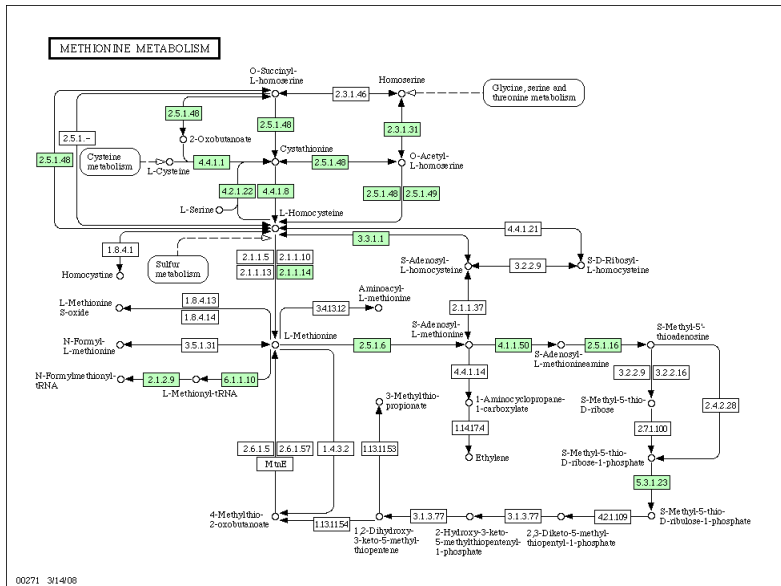 METHIONINE METABOLISM
O-Succinyl-
L-homoserine
2.3.1.46
Homoserine
Glycine, serine and
threonine metabolism
2.5.1.48
2.5.1.48
2.3.1.31
2.5.1.-
2-Oxobutanoate
2.5.1.48
Cysteine
metabolism
L-Cysteine
4.4.1.1
Cystathionine
2.5.1.48
O-Acetyl-
L-homoserine
4.2.1.22
4.4.1.8
2.5.1.48
2.5.1.49
L-Serine
L-Homocysteine
4.4.1.21
3.3.1.1
1.8.4.1
Homocystine
Sulfur
metabolism
2.1.1.5
2.1.1.10
2.1.1.13
2.1.1.14
S-Adenosyl-
L-homocysteine
3.2.2.9
S-D-Ribosyl-
L-homocysteine
L-Methionine
S-oxide
1.8.4.13
1.8.4.14
Aminoacyl-
L-methionine
3.4.13.12
2.1.1.37
N-Formyl-
L-methionine
3.5.1.31
L-Methionine
2.5.1.6
S-Adenosyl-
L-methionine
4.1.1.50
S-Adenosyl-
L-methionineamine
2.5.1.16
S-Methyl-5'-
thioadenosine
N-Formylmethionyl-
tRNA
2.1.2.9
L-Methionyl-tRNA
6.1.1.10
4.4.1.14
3.2.2.9
3.2.2.16
3-Methylthio-
propionate
1-Aminocyclopropane-
1-carboxylate
S-Methyl-5-thio-
D-ribose
2.4.2.28
1.14.17.4
2.7.1.100
2.6.1.5
2.6.1.57
1.4.3.2
1.13.11.53
MtnE
Ethylene
S-Methyl-5-thio-
D-ribose-1-phosphate
5.3.1.23
4-Methylthio-
2-oxobutanoate
1.13.11.54
1,2-Dihydroxy-
3-keto-5-methyl-
thiopentene
3.1.3.77
2-Hydroxy-3-keto-
5-methylthiopentenyl-
1-phosphate
3.1.3.77
2,3-Diketo-5-methyl-
thiopentyl-1-phosphate
4.2.1.109
S-Methyl-5-thio-
D-ribulose-1-phosphate
00271 3/14/08